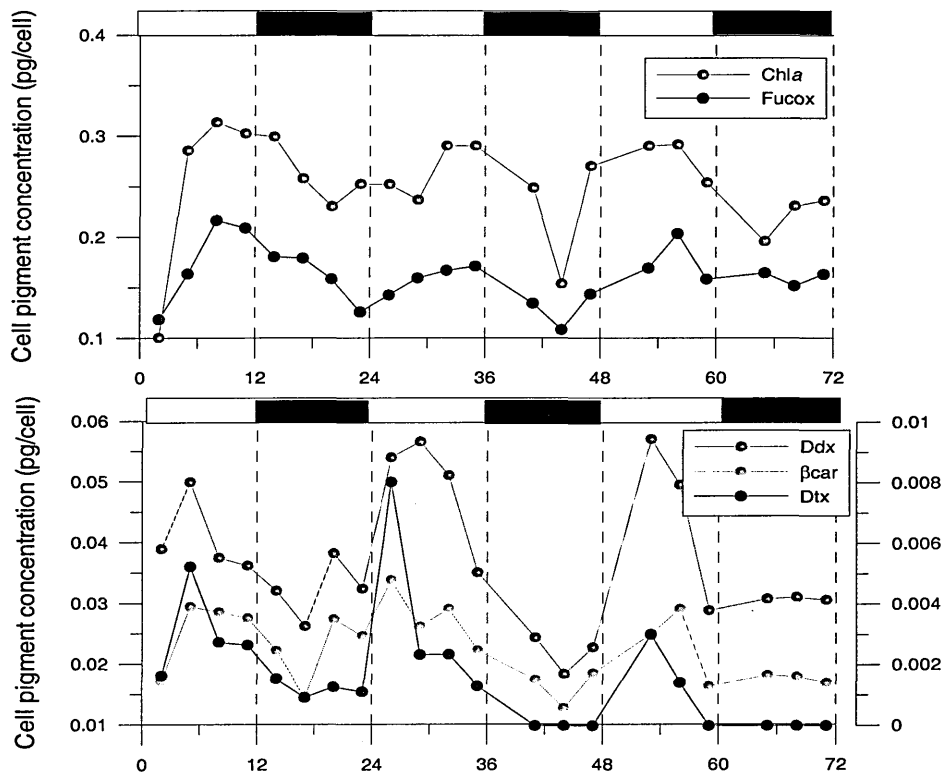 Cell pigment concentration (pg/cell)
0.4
0.3
0.2
0.1
Chla
Fucox
0 12 24 36 48 60 72
Cell pigment concentration (pg/cell)
0.06
0.05
0.04
0.03
0.02
0.01
Ddx
βcar
Dtx
0.01
0.008
0.006
0.004
0.002
0
0 12 24 36 48 60 72